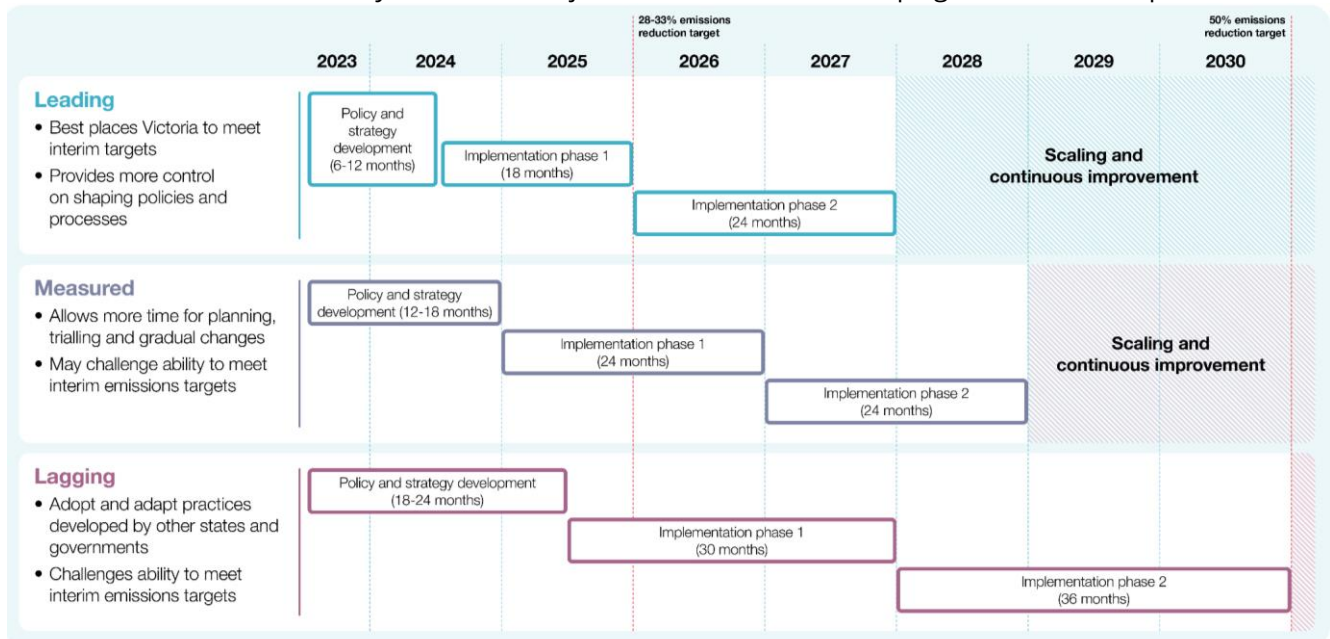 28-33% emissions
reduction target
50% emissions
reduction target
2023 2024 2025 2026 2027 2028 2029 2030
Leading
• Best places Victoria to meet
interim targets
• Provides more control
on shaping policies and
processes
Policy and
strategy
development
(6-12 months)
Implementation phase 1
(18 months)
Implementation phase 2
(24 months)
Scaling and
continuous improvement
Measured
• Allows more time for planning,
trialling and gradual changes
• May challenge ability to meet
interim emissions targets
Policy and strategy
development (12-18 months)
Implementation phase 1
(24 months)
Implementation phase 2
(24 months)
Scaling and
continuous improvement
Lagging
• Adopt and adapt practices
developed by other states and
governments
• Challenges ability to meet
interim emissions targets
Policy and strategy development
(18-24 months)
Implementation phase 1
(30 months)
Implementation phase 2
(36 months)